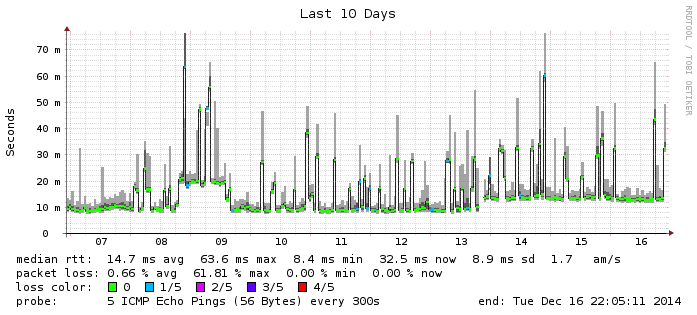 Last 10 Days
RRDTOOL / TOBI OETIKER
Seconds
70 m
60 m
50 m
40 m
30 m
20 m
10 m
0
07 08 09 10 11 12 13 14 15 16
median rtt: 14.7 ms avg 63.6 ms max 8.4 ms min 32.5 ms now 8.9 ms sd 1.7 am/s
packet loss: 0.66 % avg 61.81 % max 0.00 % min 0.00 % now
loss color: 0 1/5 2/5 3/5 4/5
probe: 5 ICMP Echo Pings (56 Bytes) every 300s end: Tue Dec 16 22:05:11 2014